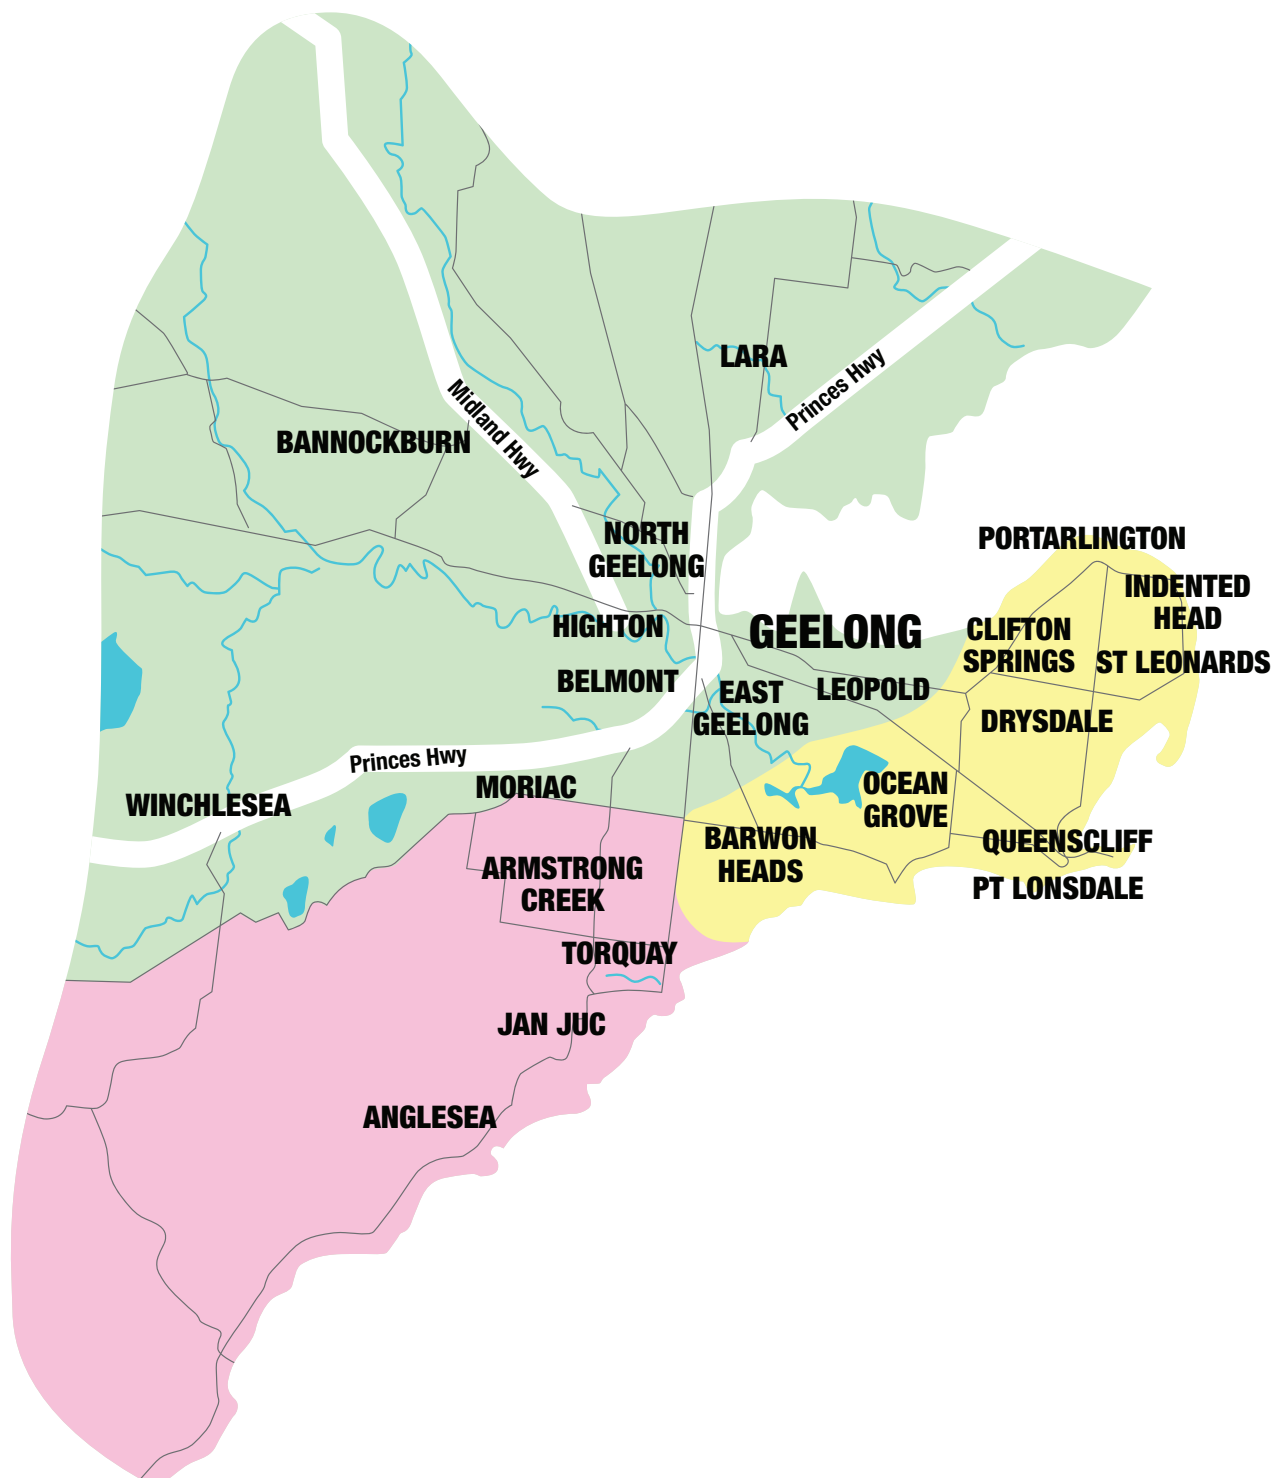 LARA
Princes Hwy
Midland Hwy
BANNOCKBURN
NORTH
GEELONG
PORTARLINGTON
INDENTED
HEAD
HIGHTON
GEELONG
CLIFTON
SPRINGS
ST LEONARDS
BELMONT
EAST
GEELONG
LEOPOLD
DRYSDALE
Princes Hwy
MORIAC
OCEAN
GROVE
WINCHLESEA
BARWON
HEADS
QUEENSCLIFF
ARMSTRONG
CREEK
PT LONSDALE
TORQUAY
JAN JUC
ANGLESEA